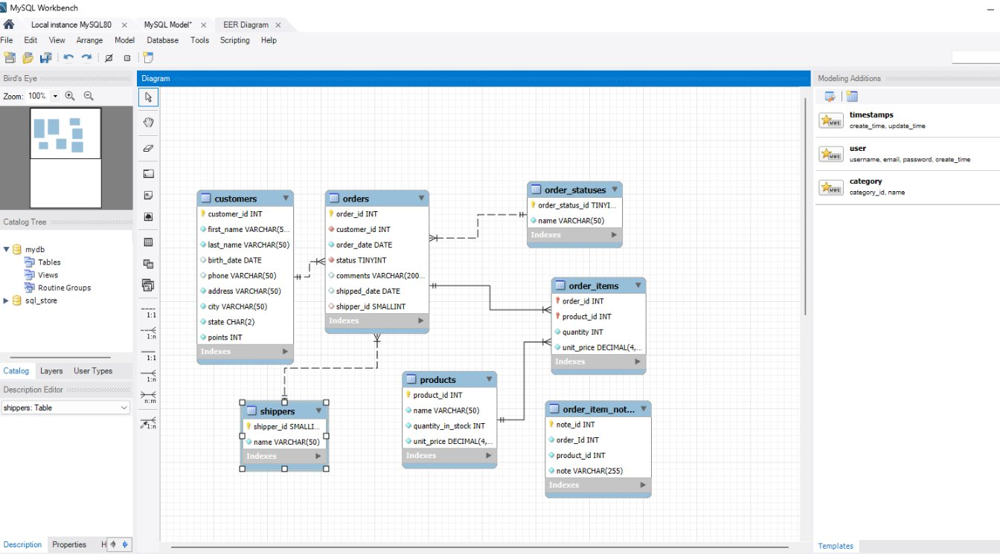 MySQL Workbench
Local instance MySQL80 × MySQL Model* × EER Diagram ×
File Edit View Arrange Model Database Tools Scripting Help
Bird's Eye
Zoom: 100%
Catalog Tree
mydb
Tables
Views
Routine Groups
sql_store
Catalog Layers User Types
Description Editor
shippers: Table
Description Properties H
Diagram
1:1
1:n
1:1
1:n
n:m
1:n
customers
customer_id INT
first_name VARCHAR(5...
last_name VARCHAR(50)
birth_date DATE
phone VARCHAR(50)
address VARCHAR(50)
city VARCHAR(50)
state CHAR(2)
points INT
Indexes
orders
order_id INT
customer_id INT
order_date DATE
status TINYINT
comments VARCHAR(200...
shipped_date DATE
shipper_id SMALLINT
Indexes
order_statuses
order_status_id TINYI...
name VARCHAR(50)
Indexes
order_items
order_id INT
product_id INT
quantity INT
unit_price DECIMAL(4,...
Indexes
shippers
shipper_id SMALLI...
name VARCHAR(50)
Indexes
products
product_id INT
name VARCHAR(50)
quantity_in_stock INT
unit_price DECIMAL(4,...
Indexes
order_item_not...
note_id INT
order_Id INT
product_id INT
note VARCHAR(255)
Indexes
Modeling Additions
MWB
timestamps
create_time, update_time
MWB
user
username, email, password, create_time
MWB
category
category_id, name
Templates